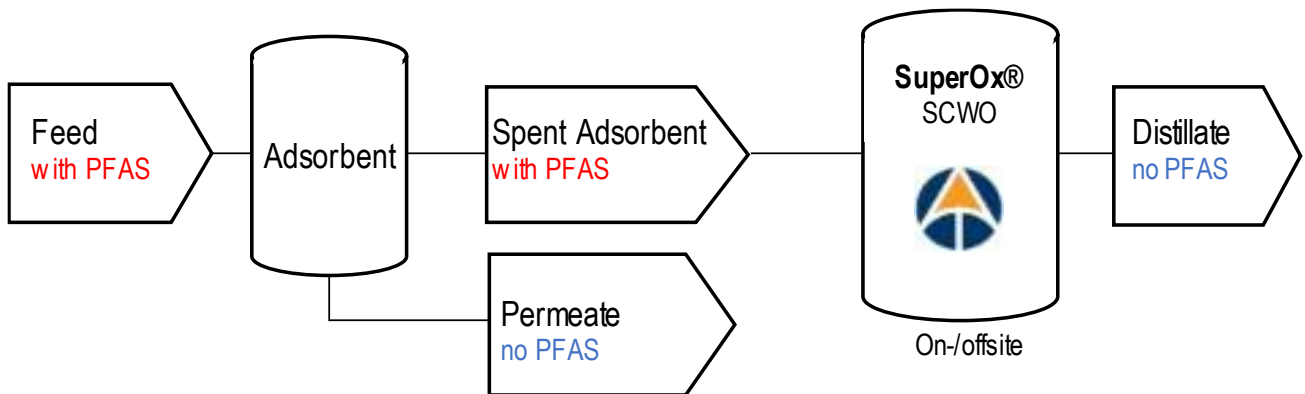 Feed
with PFAS
Adsorbent
Spent Adsorbent
with PFAS
Permeate
no PFAS
SuperOx®
SCWO
On-/offsite
Distillate
no PFAS